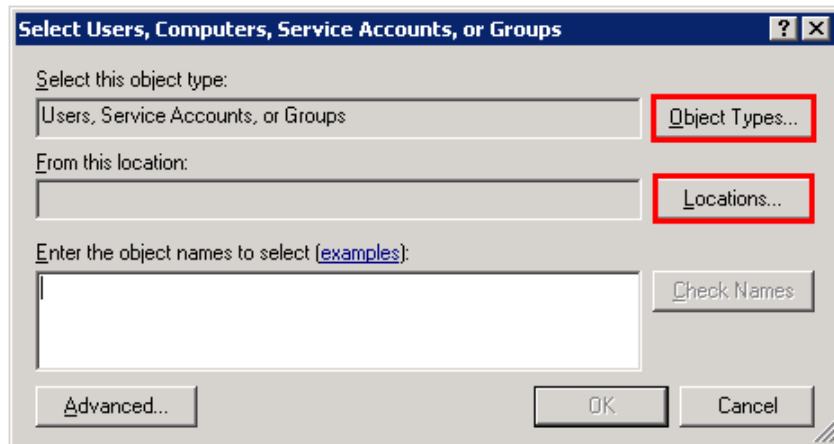 Select Users, Computers, Service Accounts, or Groups
Select this object type:
Users, Service Accounts, or Groups
Object Types...
From this location:
Locations...
Enter the object names to select (examples):
Check Names
Advanced...
OK
Cancel